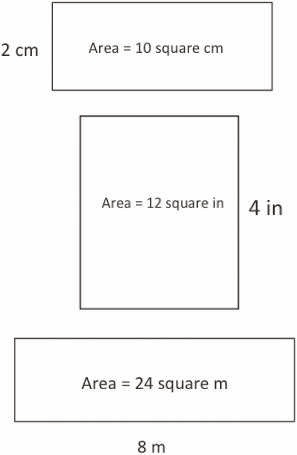 2 cm
Area = 10 square cm
Area = 12 square in
4 in
Area = 24 square m
8 m